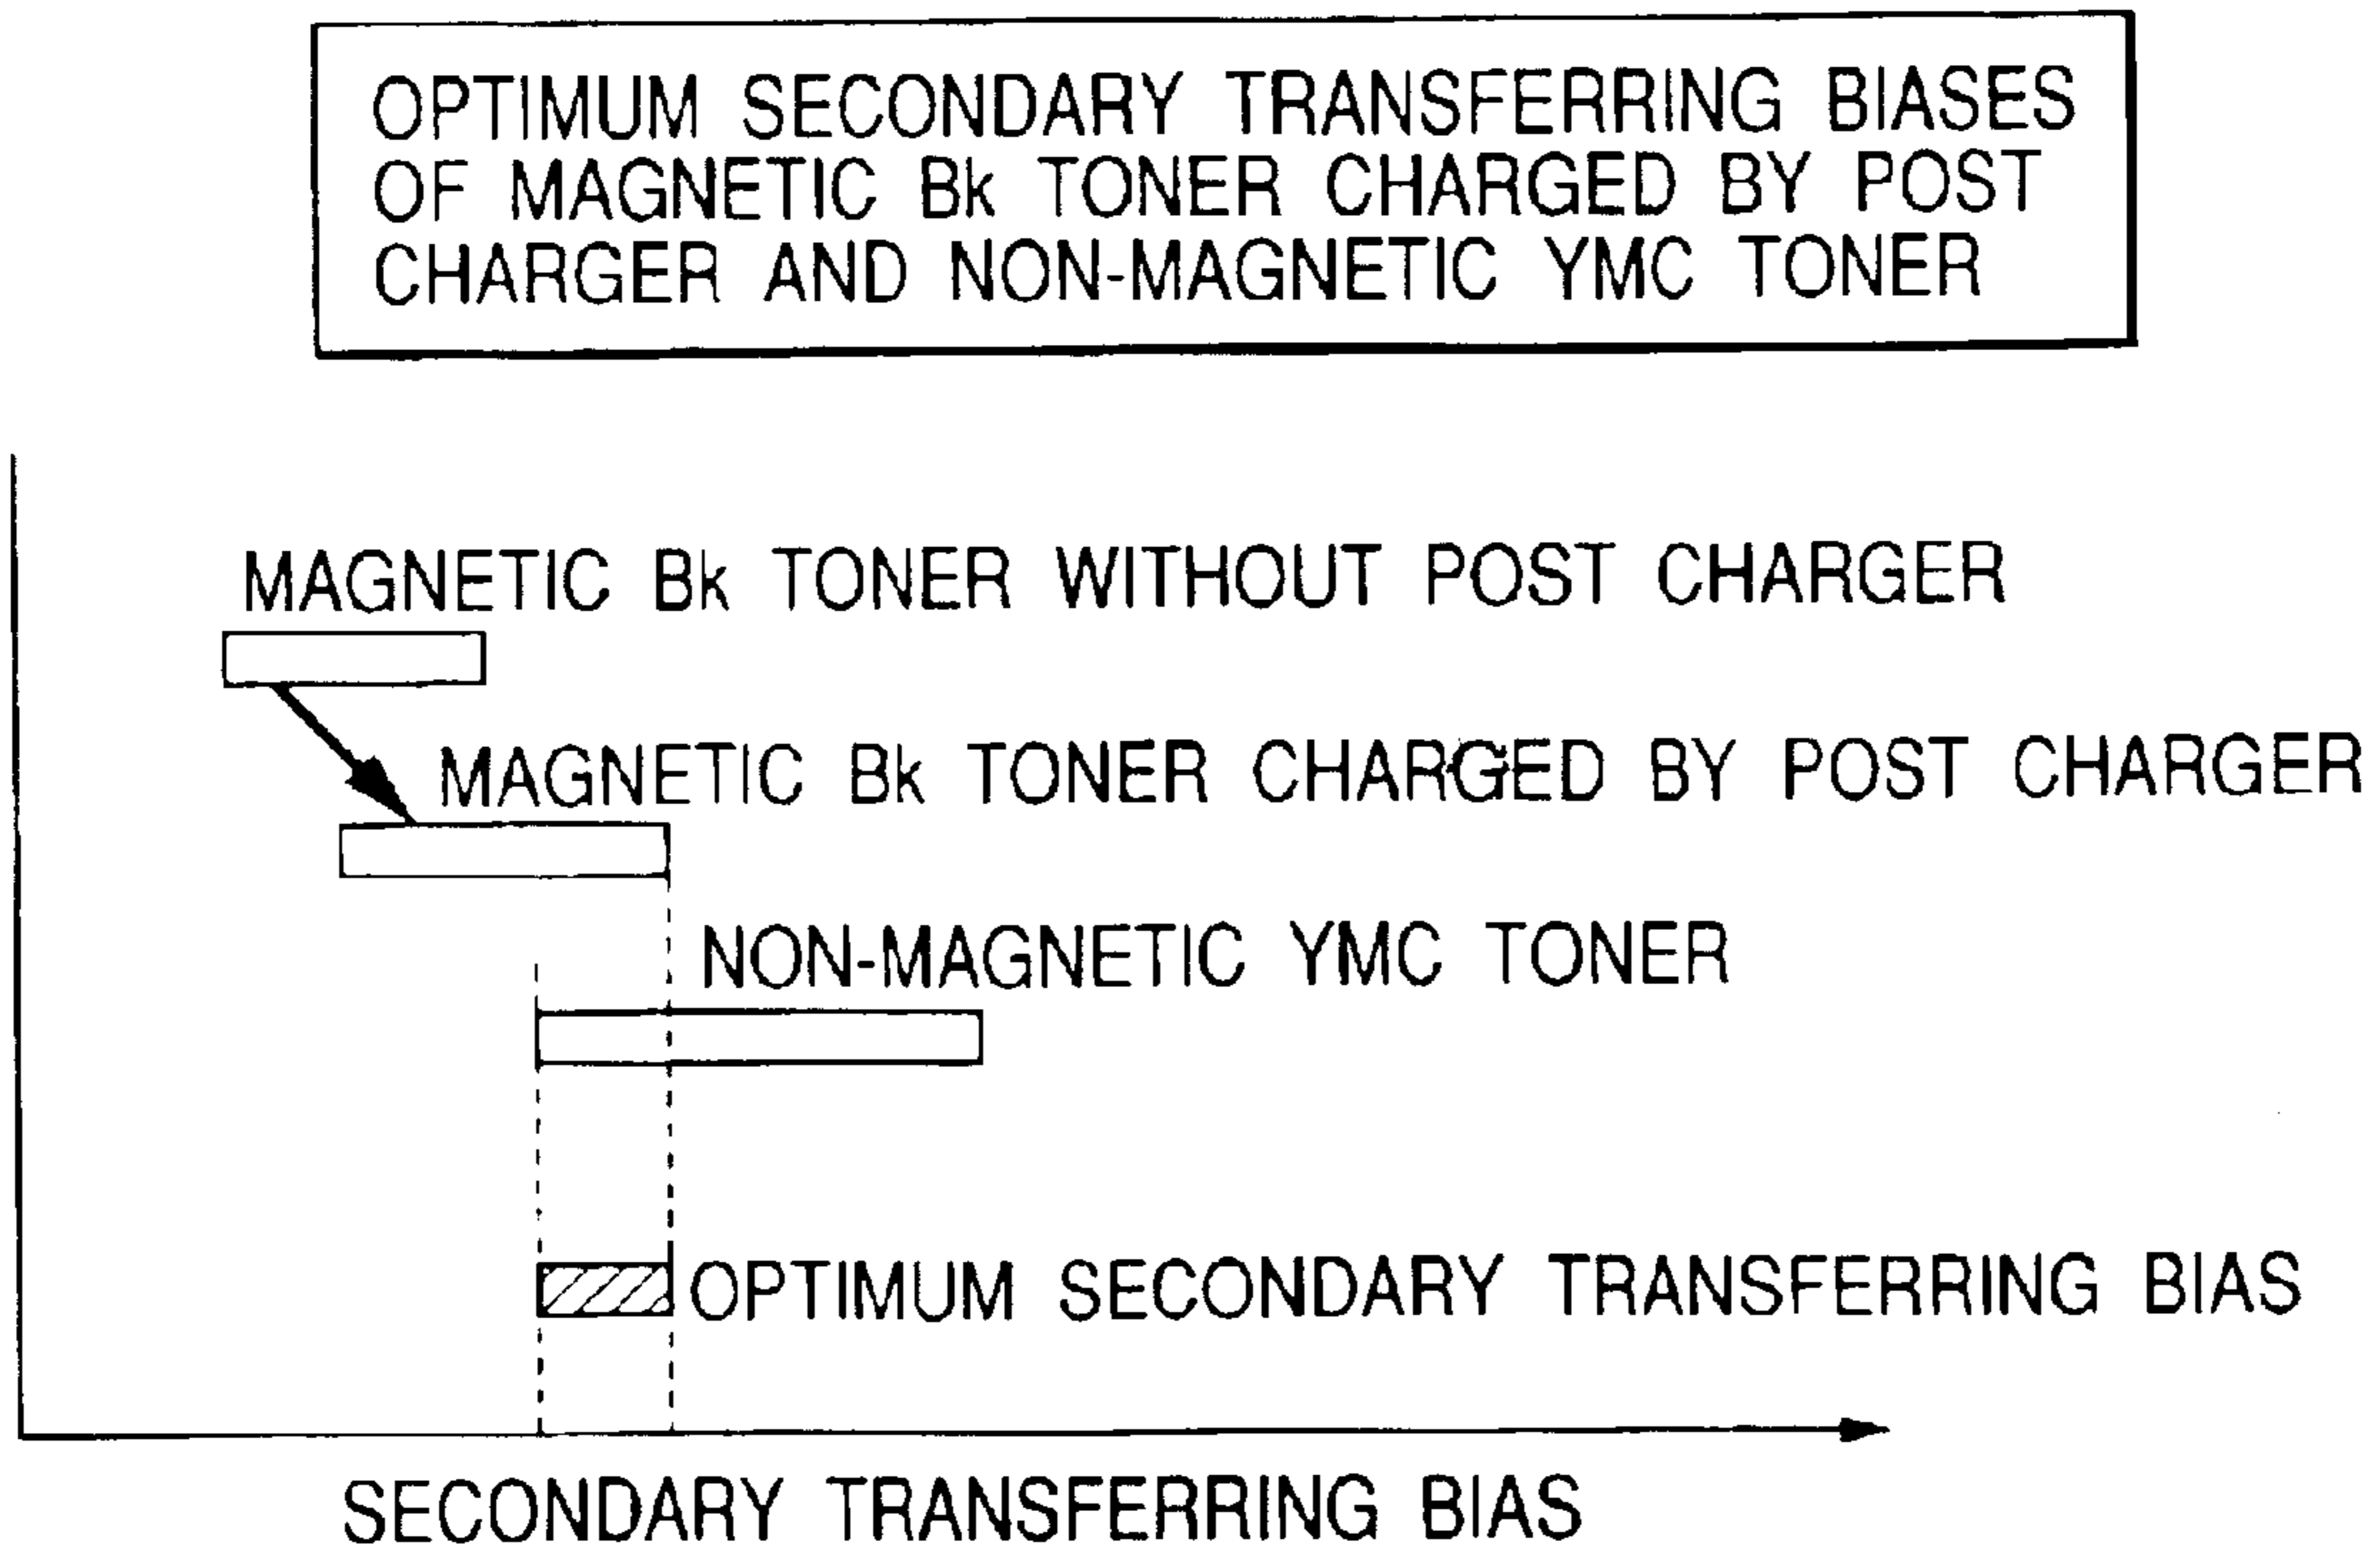 OPTIMUM SECONDARY TRANSFERRING BIASES
OF MAGNETIC Bk TONER CHARGED BY POST
CHARGER AND NON-MAGNETIC YMC TONER
MAGNETIC Bk TONER WITHOUT POST CHARGER
MAGNETIC Bk TONER CHARGED BY POST CHARGER
NON-MAGNETIC YMC TONER
OPTIMUM SECONDARY TRANSFERRING BIAS
SECONDARY TRANSFERRING BIAS